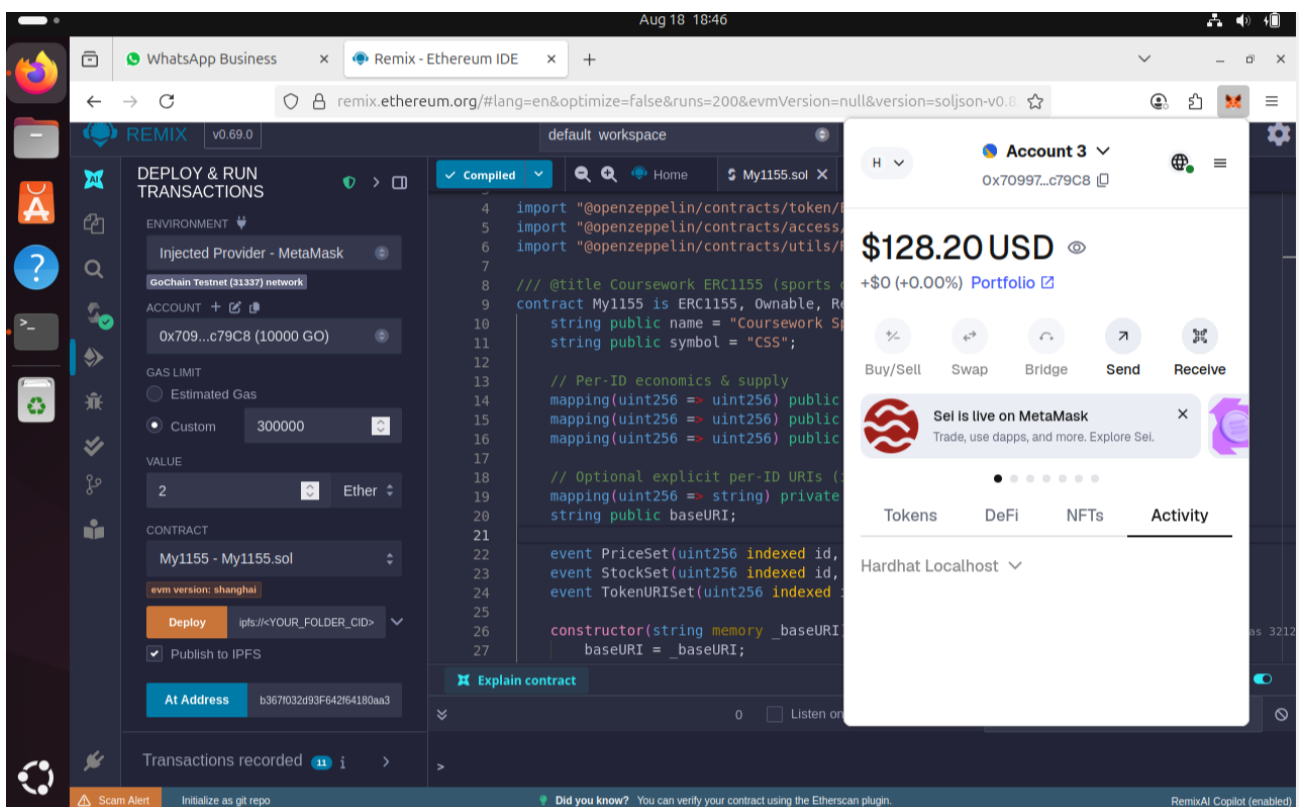 Aug 18 18:46
WhatsApp Business
Remix - Ethereum IDE
remix.ethereum.org/#lang=en&optimize=false&runs=200&evmVersion=null&version=soljson-v0.8
REMIX v0.69.0
default workspace
DEPLOY & RUN
TRANSACTIONS
ENVIRONMENT
Injected Provider - MetaMask
GoChain Testnet (31337) network
ACCOUNT
0x709...c79C8 (10000 GO)
GAS LIMIT
Estimated Gas
Custom 300000
VALUE
2 Ether
CONTRACT
My1155 - My1155.sol
evm version: shanghai
Deploy ipfs://<YOUR_FOLDER_CID>
Publish to IPFS
At Address b367f032d93F642f64180aa3
Transactions recorded 11 i
Compiled
Home
My1155.sol
4 import "@openzeppelin/contracts/token/
5 import "@openzeppelin/contracts/access/
6 import "@openzeppelin/contracts/utils/
7
8 /// @title Coursework ERC1155 (sports
9 contract My1155 is ERC1155, Ownable,
10 string public name = "Coursework
11 string public symbol = "CSS";
12
13 // Per-ID economics & supply
14 mapping(uint256 => uint256) public
15 mapping(uint256 => uint256) public
16 mapping(uint256 => uint256) public
17
18 // Optional explicit per-ID URIs
19 mapping(uint256 => string) private
20 string public baseURI;
21
22 event PriceSet(uint256 indexed id,
23 event StockSet(uint256 indexed id,
24 event TokenURISet(uint256 indexed
25
26 constructor(string memory _baseURI
27 baseURI = _baseURI;
Explain contract
0 Listen on
>
H
Account 3
0x70997...c79C8
$128.20 USD
+$0 (+0.00%) Portfolio
Buy/Sell
Swap
Bridge
Send
Receive
Sei is live on MetaMask
Trade, use dapps, and more. Explore Sei.
Tokens
DeFi
NFTs
Activity
Hardhat Localhost
as 3212
AI
Scam Alert
Initialize as git repo
Did you know? You can verify your contract using the Etherscan plugin.
RemixAI Copilot (enabled)